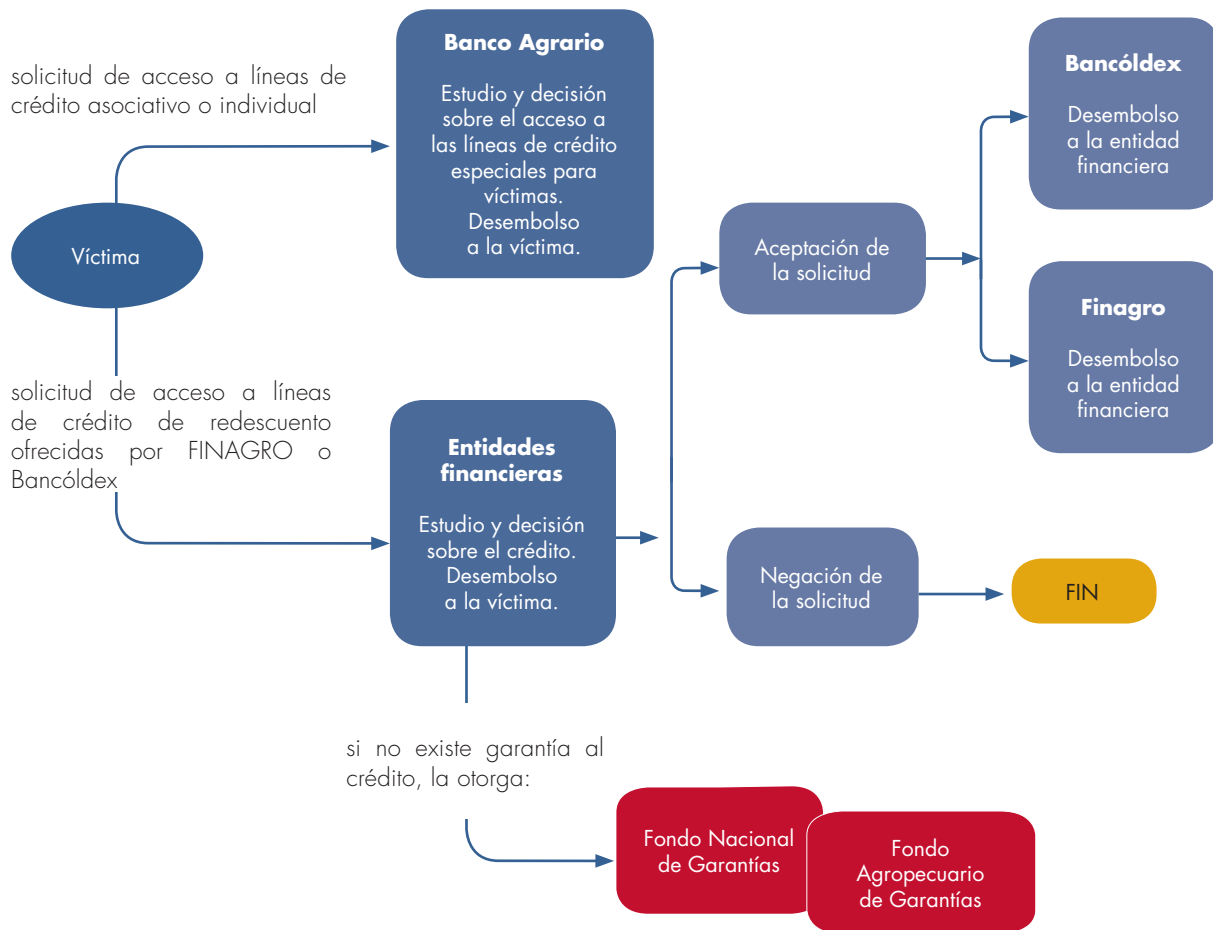 solicitud de acceso a líneas de
crédito asociativo o individual
Víctima
solicitud de acceso a líneas
de crédito de redescuento
ofrecidas por FINAGRO o
Bancóldex
Banco Agrario
Estudio y decisión
sobre el acceso a
las líneas de crédito
especiales para
víctimas.
Desembolso
a la víctima.
Entidades
financieras
Estudio y decisión
sobre el crédito.
Desembolso
a la víctima.
Aceptación de
la solicitud
Bancóldex
Desembolso
a la entidad
financiera
Finagro
Desembolso
a la entidad
financiera
Negación de
la solicitud
FIN
si no existe garantía al
crédito, la otorga:
Fondo Nacional
de Garantías
Fondo
Agropecuario
de Garantías